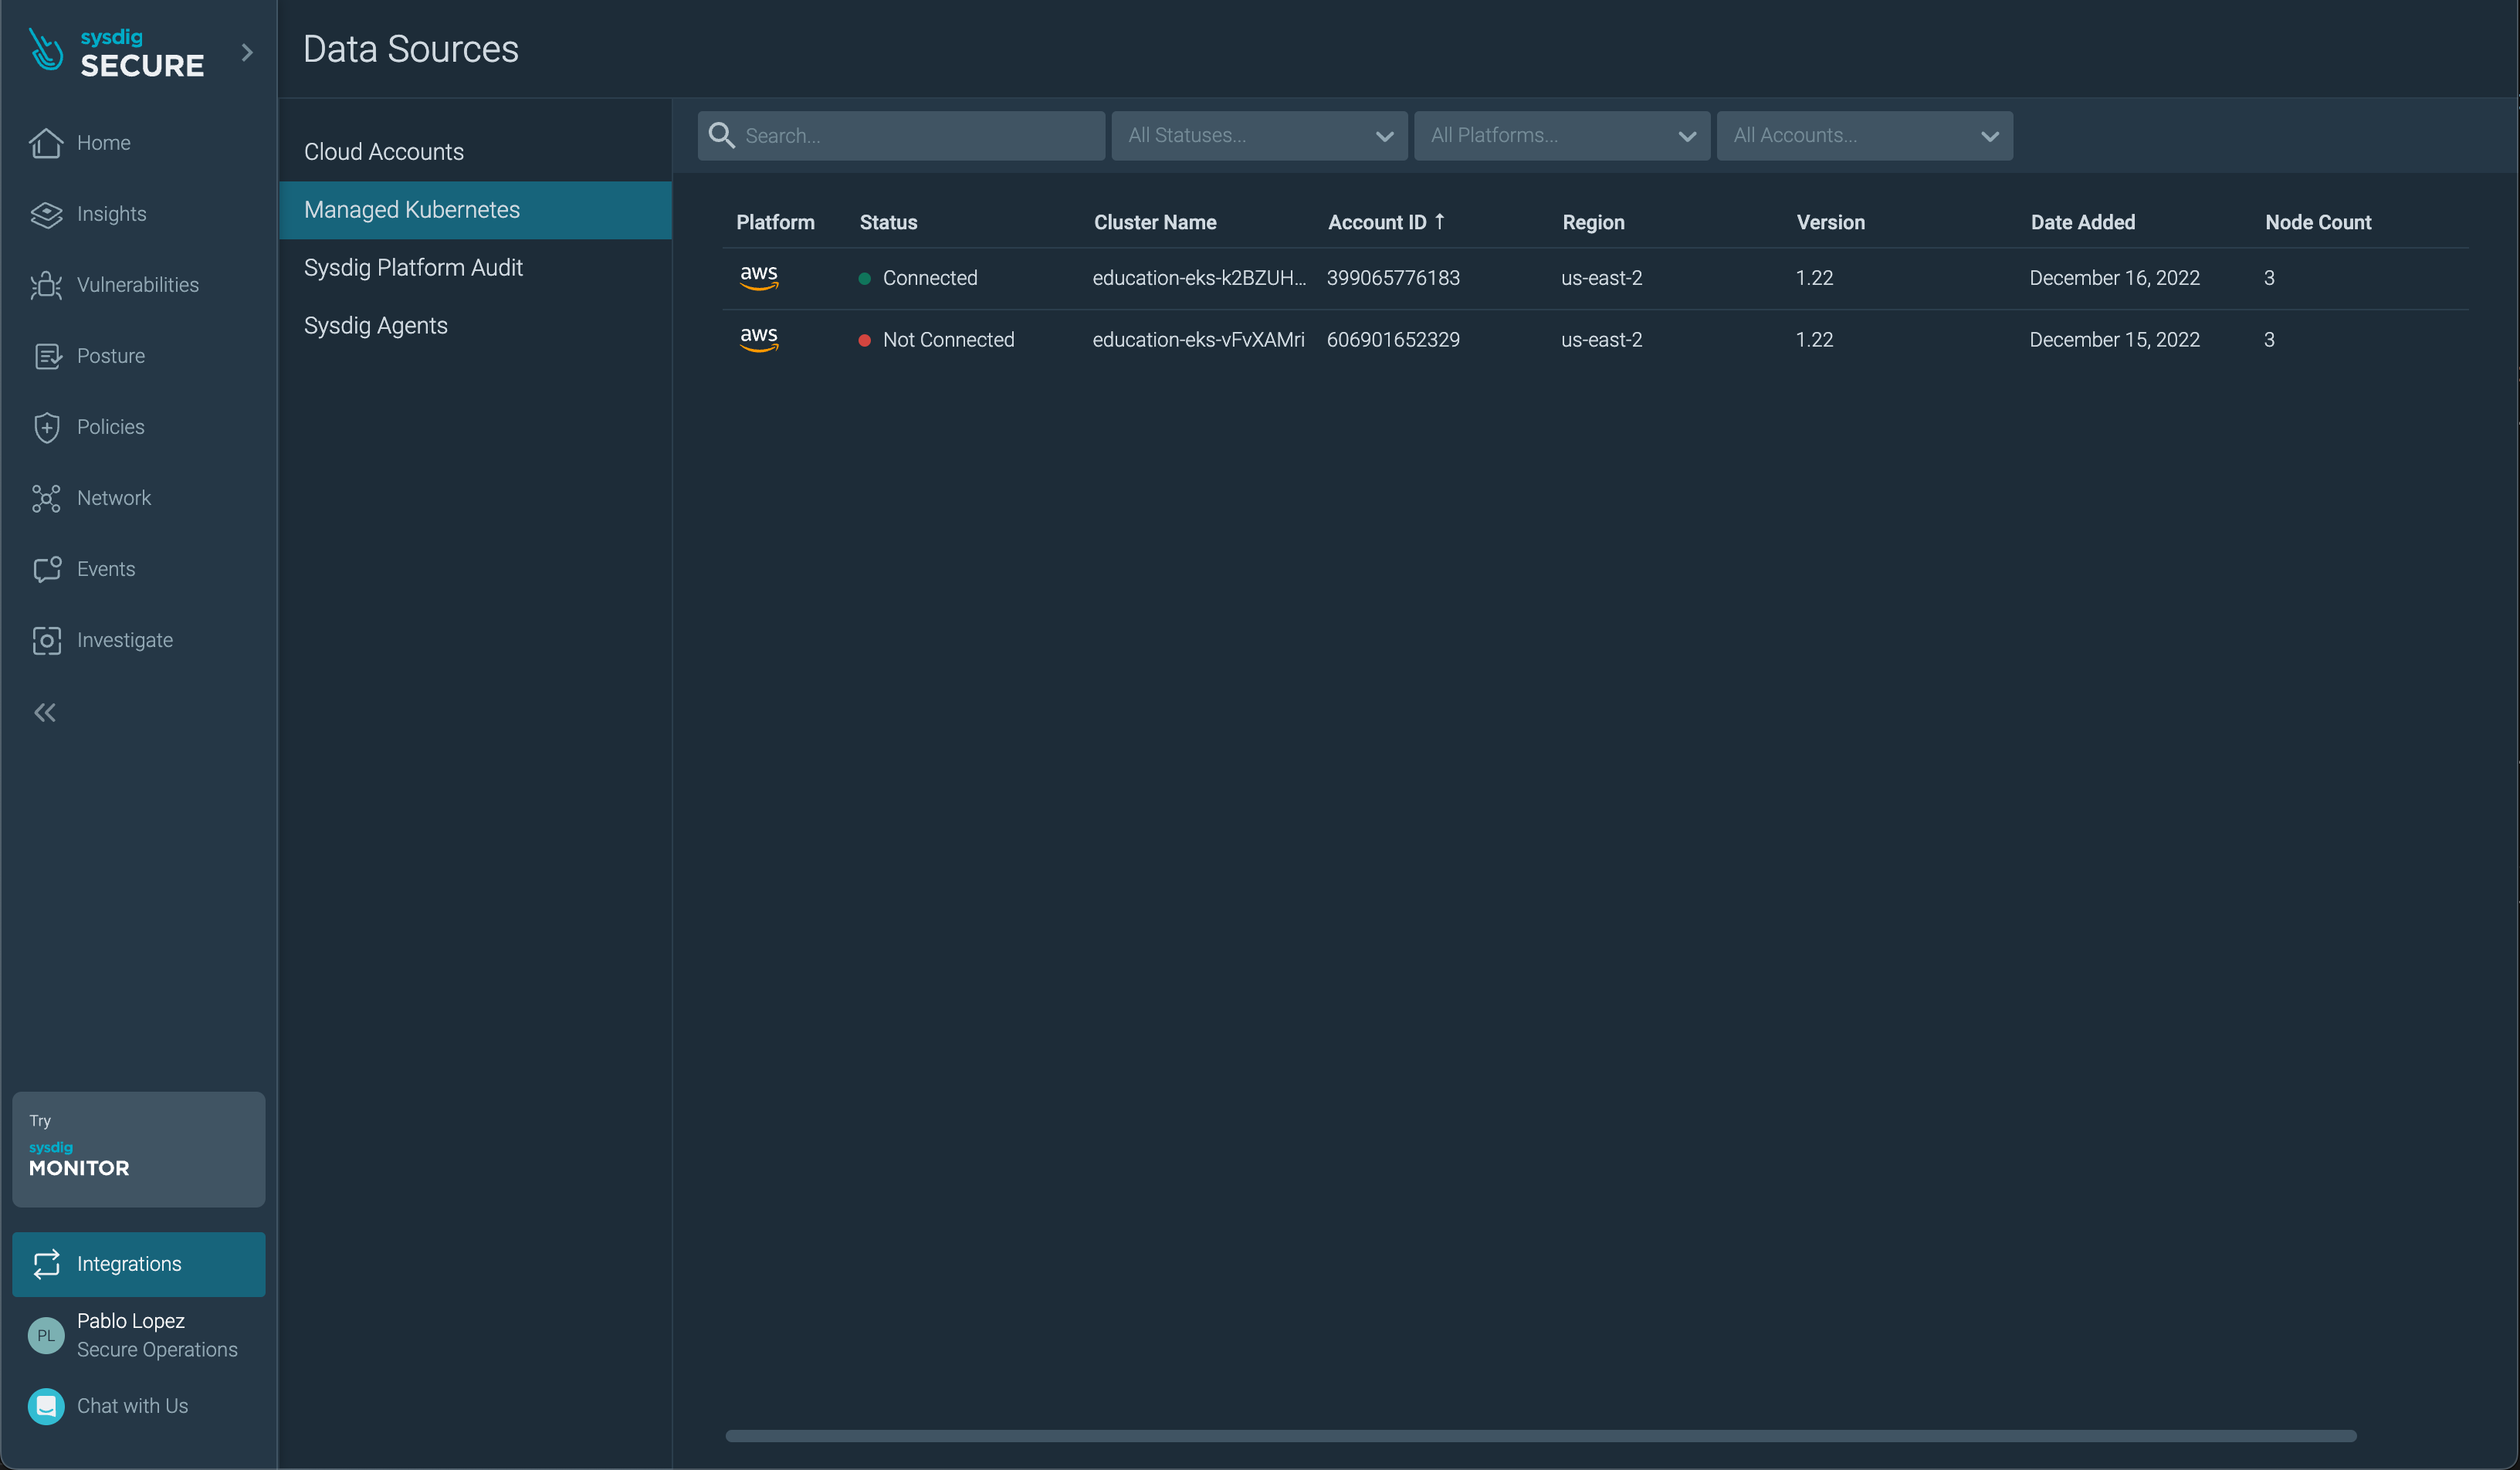 sysdig
SECURE
Home
Insights
Vulnerabilities
Posture
Policies
Network
Events
Investigate
Try
sysdig
MONITOR
Integrations
PL
Pablo Lopez
Secure Operations
Chat with Us
Data Sources
Cloud Accounts
Managed Kubernetes
Sysdig Platform Audit
Sysdig Agents
Search...
All Statuses...
All Platforms...
All Accounts...
Platform Status Cluster Name Account ID ↑ Region Version Date Added Node Count
aws Connected education-eks-k2BZUH... 399065776183 us-east-2 1.22 December 16, 2022 3
aws Not Connected education-eks-vFvXAMri 606901652329 us-east-2 1.22 December 15, 2022 3